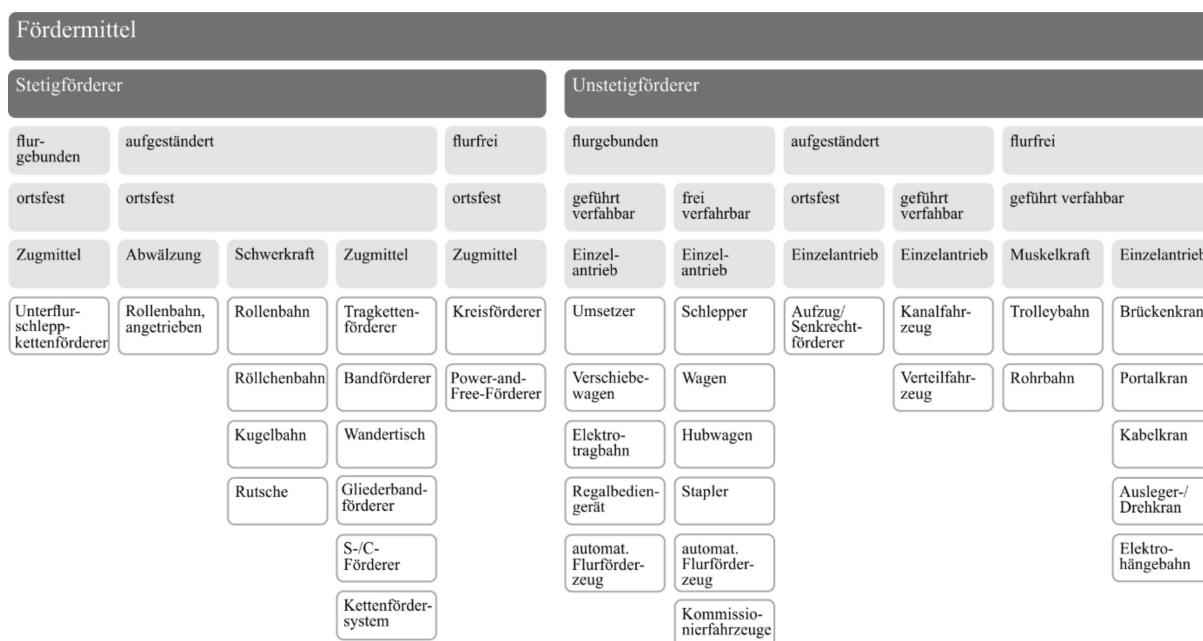 Fördermittel
Stetigförderer
Unstetigförderer
flur-
gebunden
aufgeständert
flurfrei
flurgebunden
aufgeständert
flurfrei
ortsfest
ortsfest
ortsfest
geführt
verfahbar
frei
verfahrbar
ortsfest
geführt
verfahbar
geführt verfahbar
Zugmittel
Abwälzung
Schwerkraft
Zugmittel
Zugmittel
Einzel-
antrieb
Einzel-
antrieb
Einzelantrieb
Einzelantrieb
Muskelkraft
Einzelantrieb
Unterflur-
schlepp-
kettenförderer
Rollenbahn,
angetrieben
Rollenbahn
Tragketten-
förderer
Kreisförderer
Umsetzer
Schlepper
Aufzug/
Senkrecht-
förderer
Kanalfahr-
zeug
Trolleybahn
Brückenkran
Röllchenbahn
Bandförderer
Power-and-
Free-Förderer
Verschiebe-
wagen
Wagen
Verteilfahr-
zeug
Rohrbahn
Portalkran
Kugelbahn
Wandertisch
Elektro-
tragbahn
Hubwagen
Kabelkran
Rutsche
Gliederband-
förderer
Regalbedien-
gerät
Stapler
Ausleger-/
Drehkran
S-/C-
Förderer
automat.
Flurförder-
zeug
automat.
Flurförder-
zeug
Elektro-
hängebahn
Kettenförder-
system
Kommissio-
nierfahrzeuge